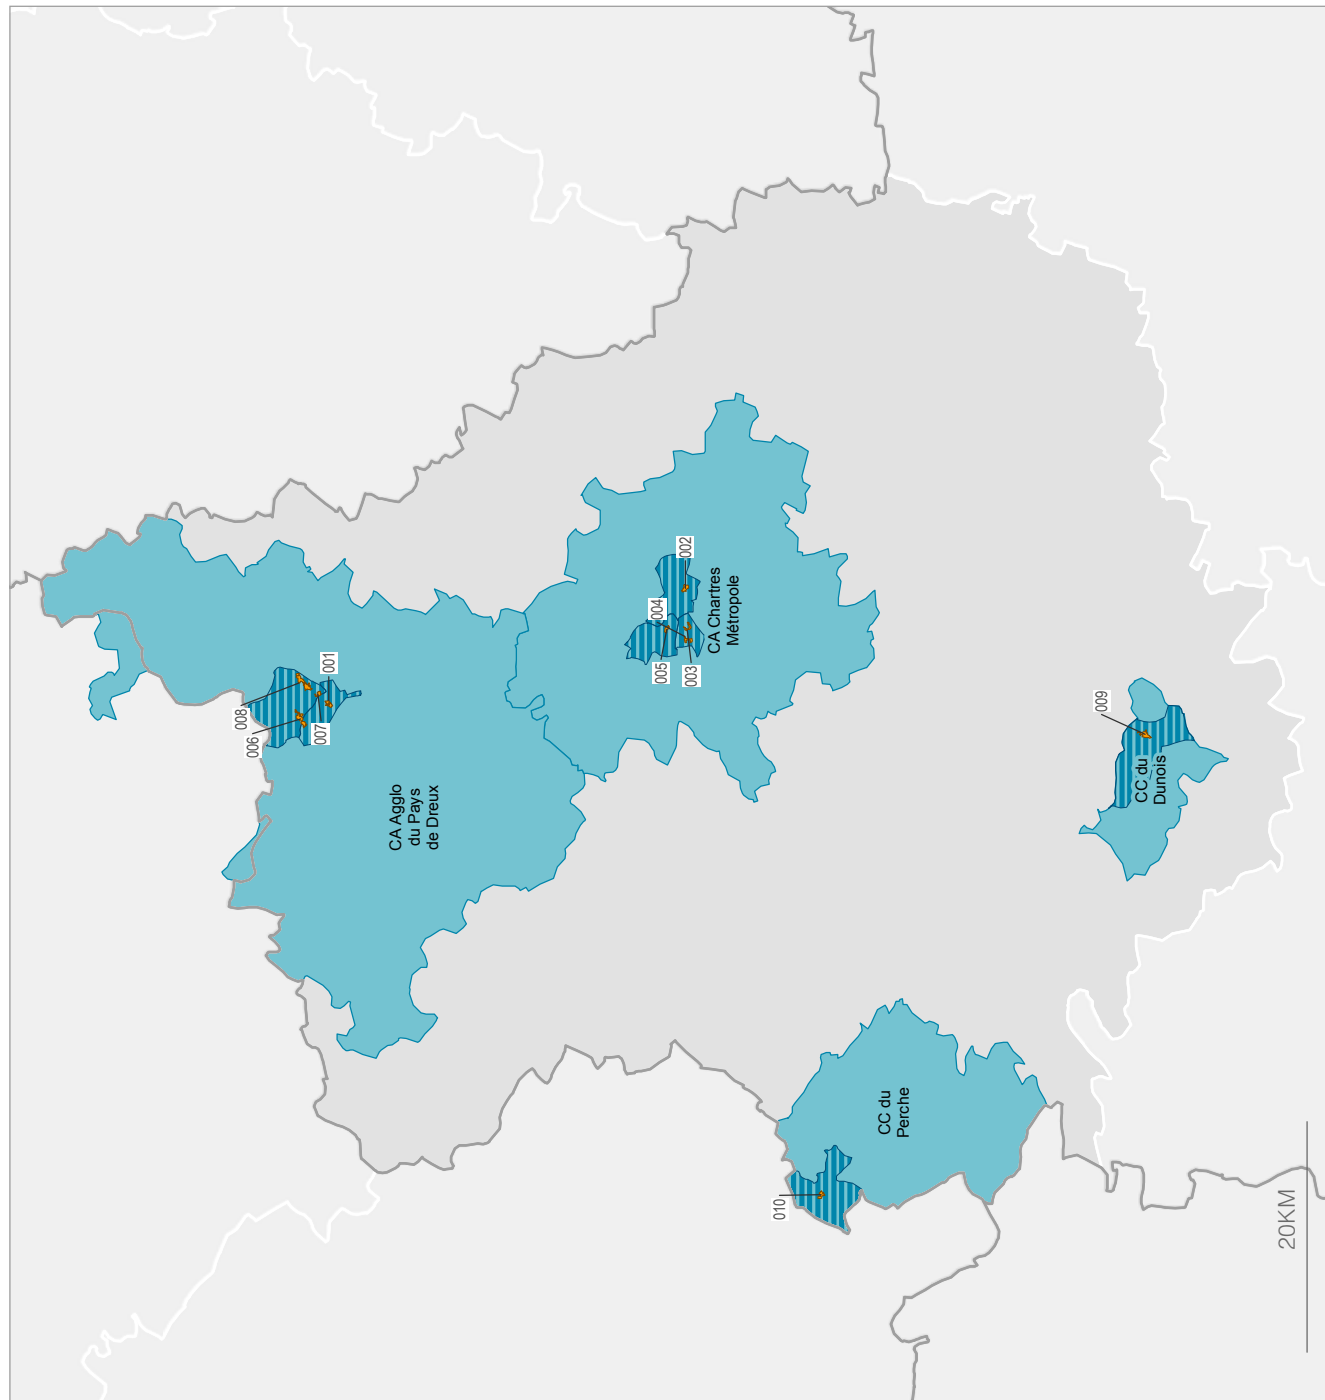 008
006
007
001
CA Agglo
du Pays
de Dreux
004
002
005
003
CA Chartres
Métropole
009
CC du
Dunois
CC du
Perche
010
20KM